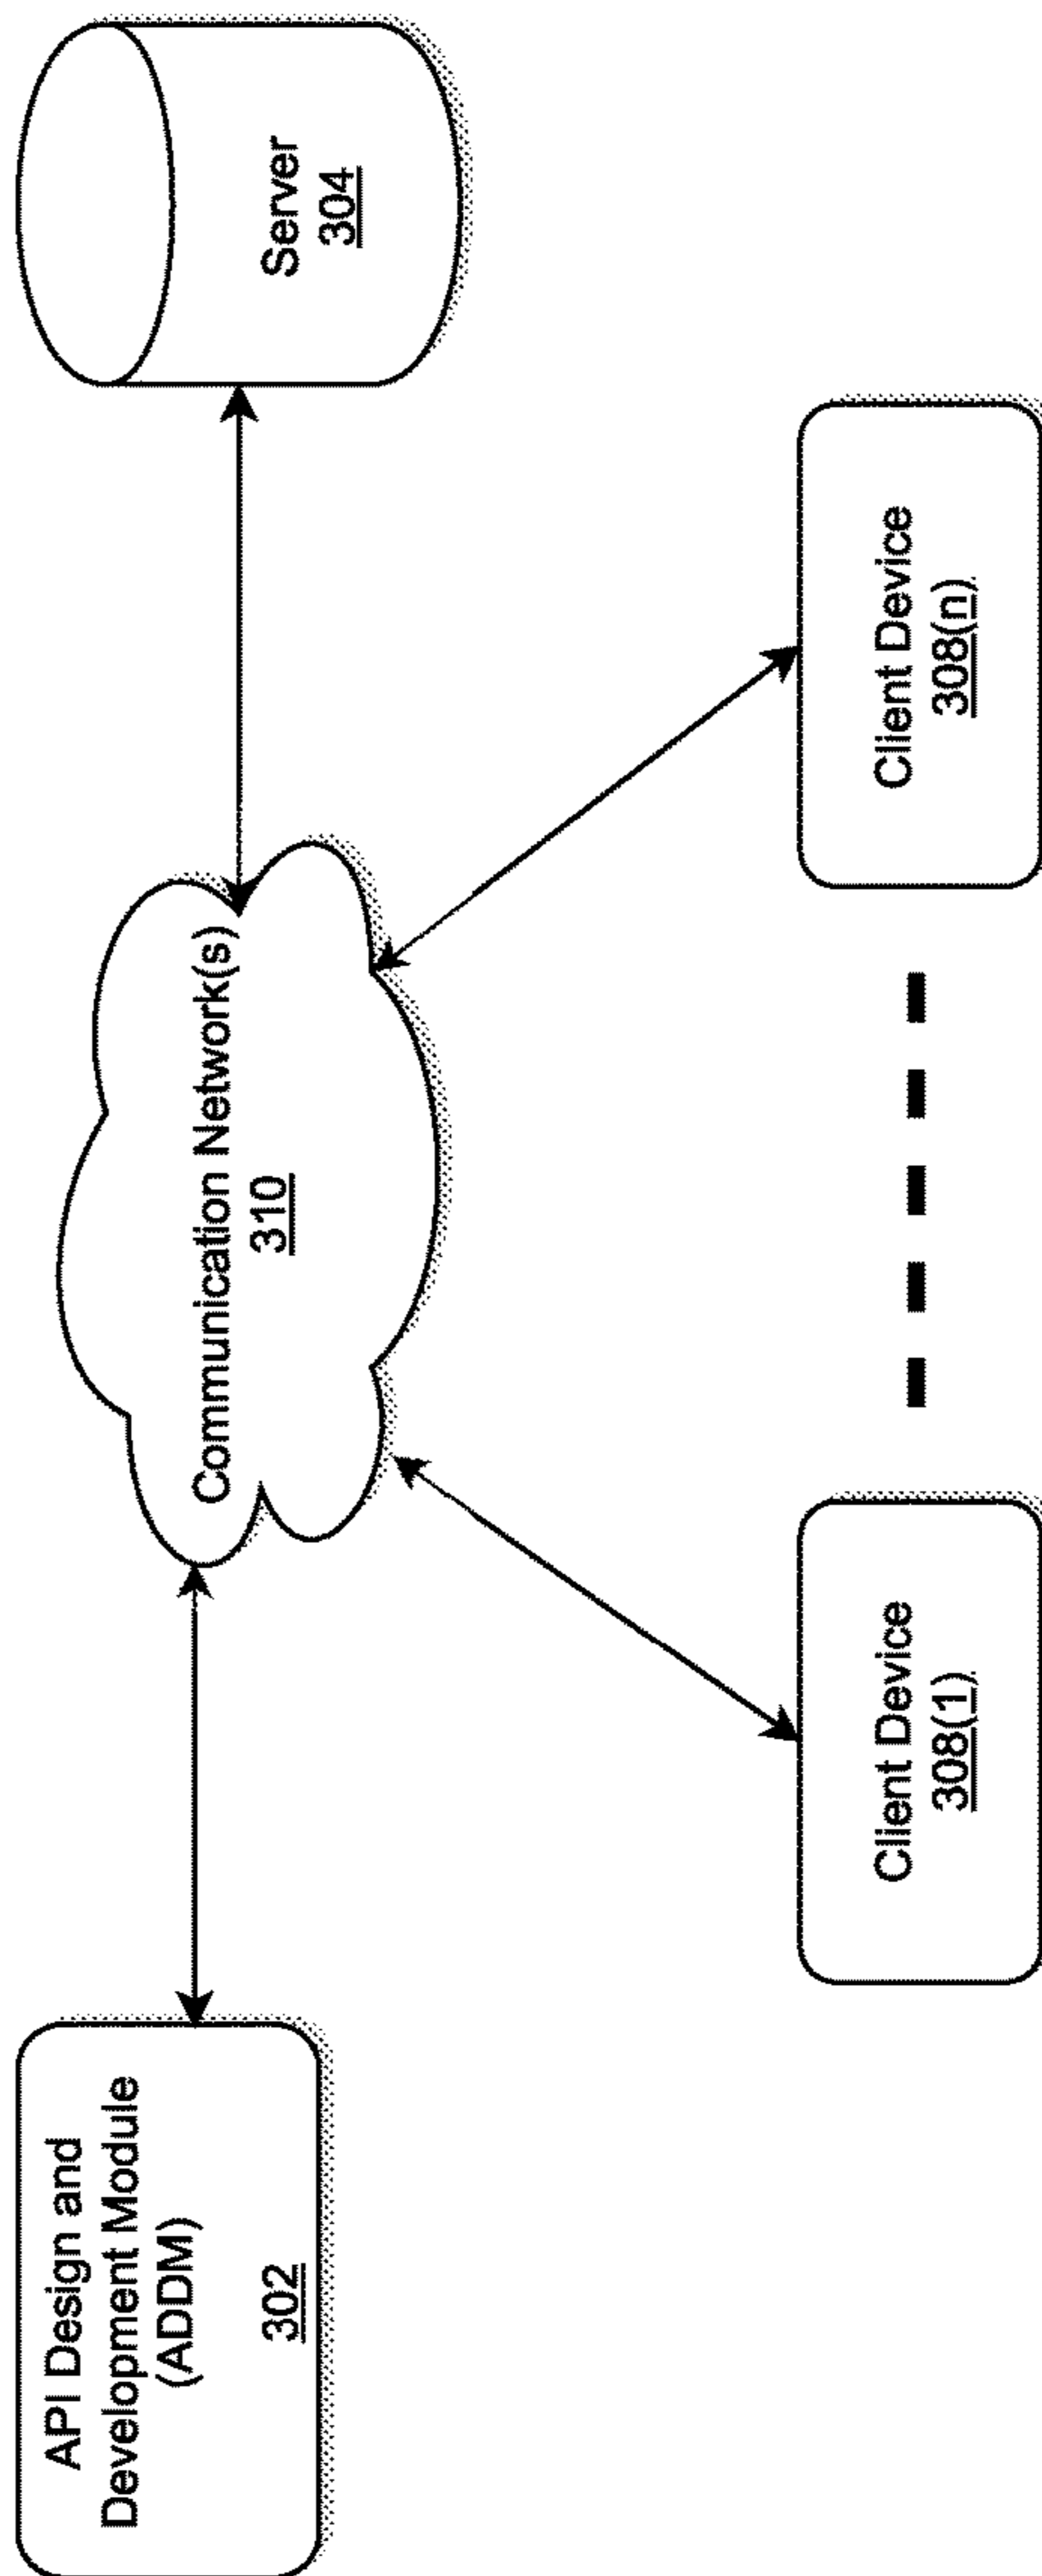 API Design and
Development Module
(ADDM)
302
Communication Network(s)
310
Server
304
Client Device
308(1)
Client Device
308(n)